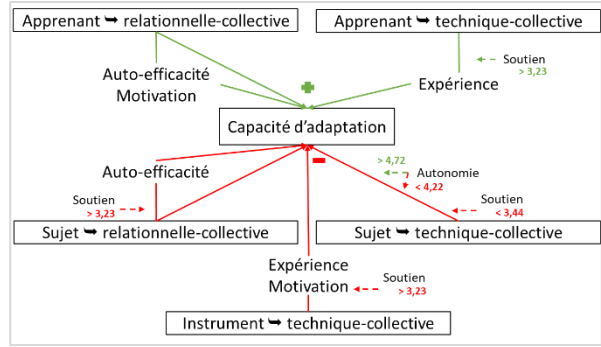 Apprenant ➥ relationnelle-collective
Apprenant ➥ technique-collective
Auto-efficacité
Motivation
Soutien
> 3,23
Expérience
Capacité d'adaptation
Auto-efficacité
> 4,72
Autonomie
< 4,22
Soutien
> 3,23
Soutien
< 3,44
Sujet ➥ relationnelle-collective
Sujet ➥ technique-collective
Expérience
Motivation
Soutien
> 3,23
Instrument ➥ technique-collective